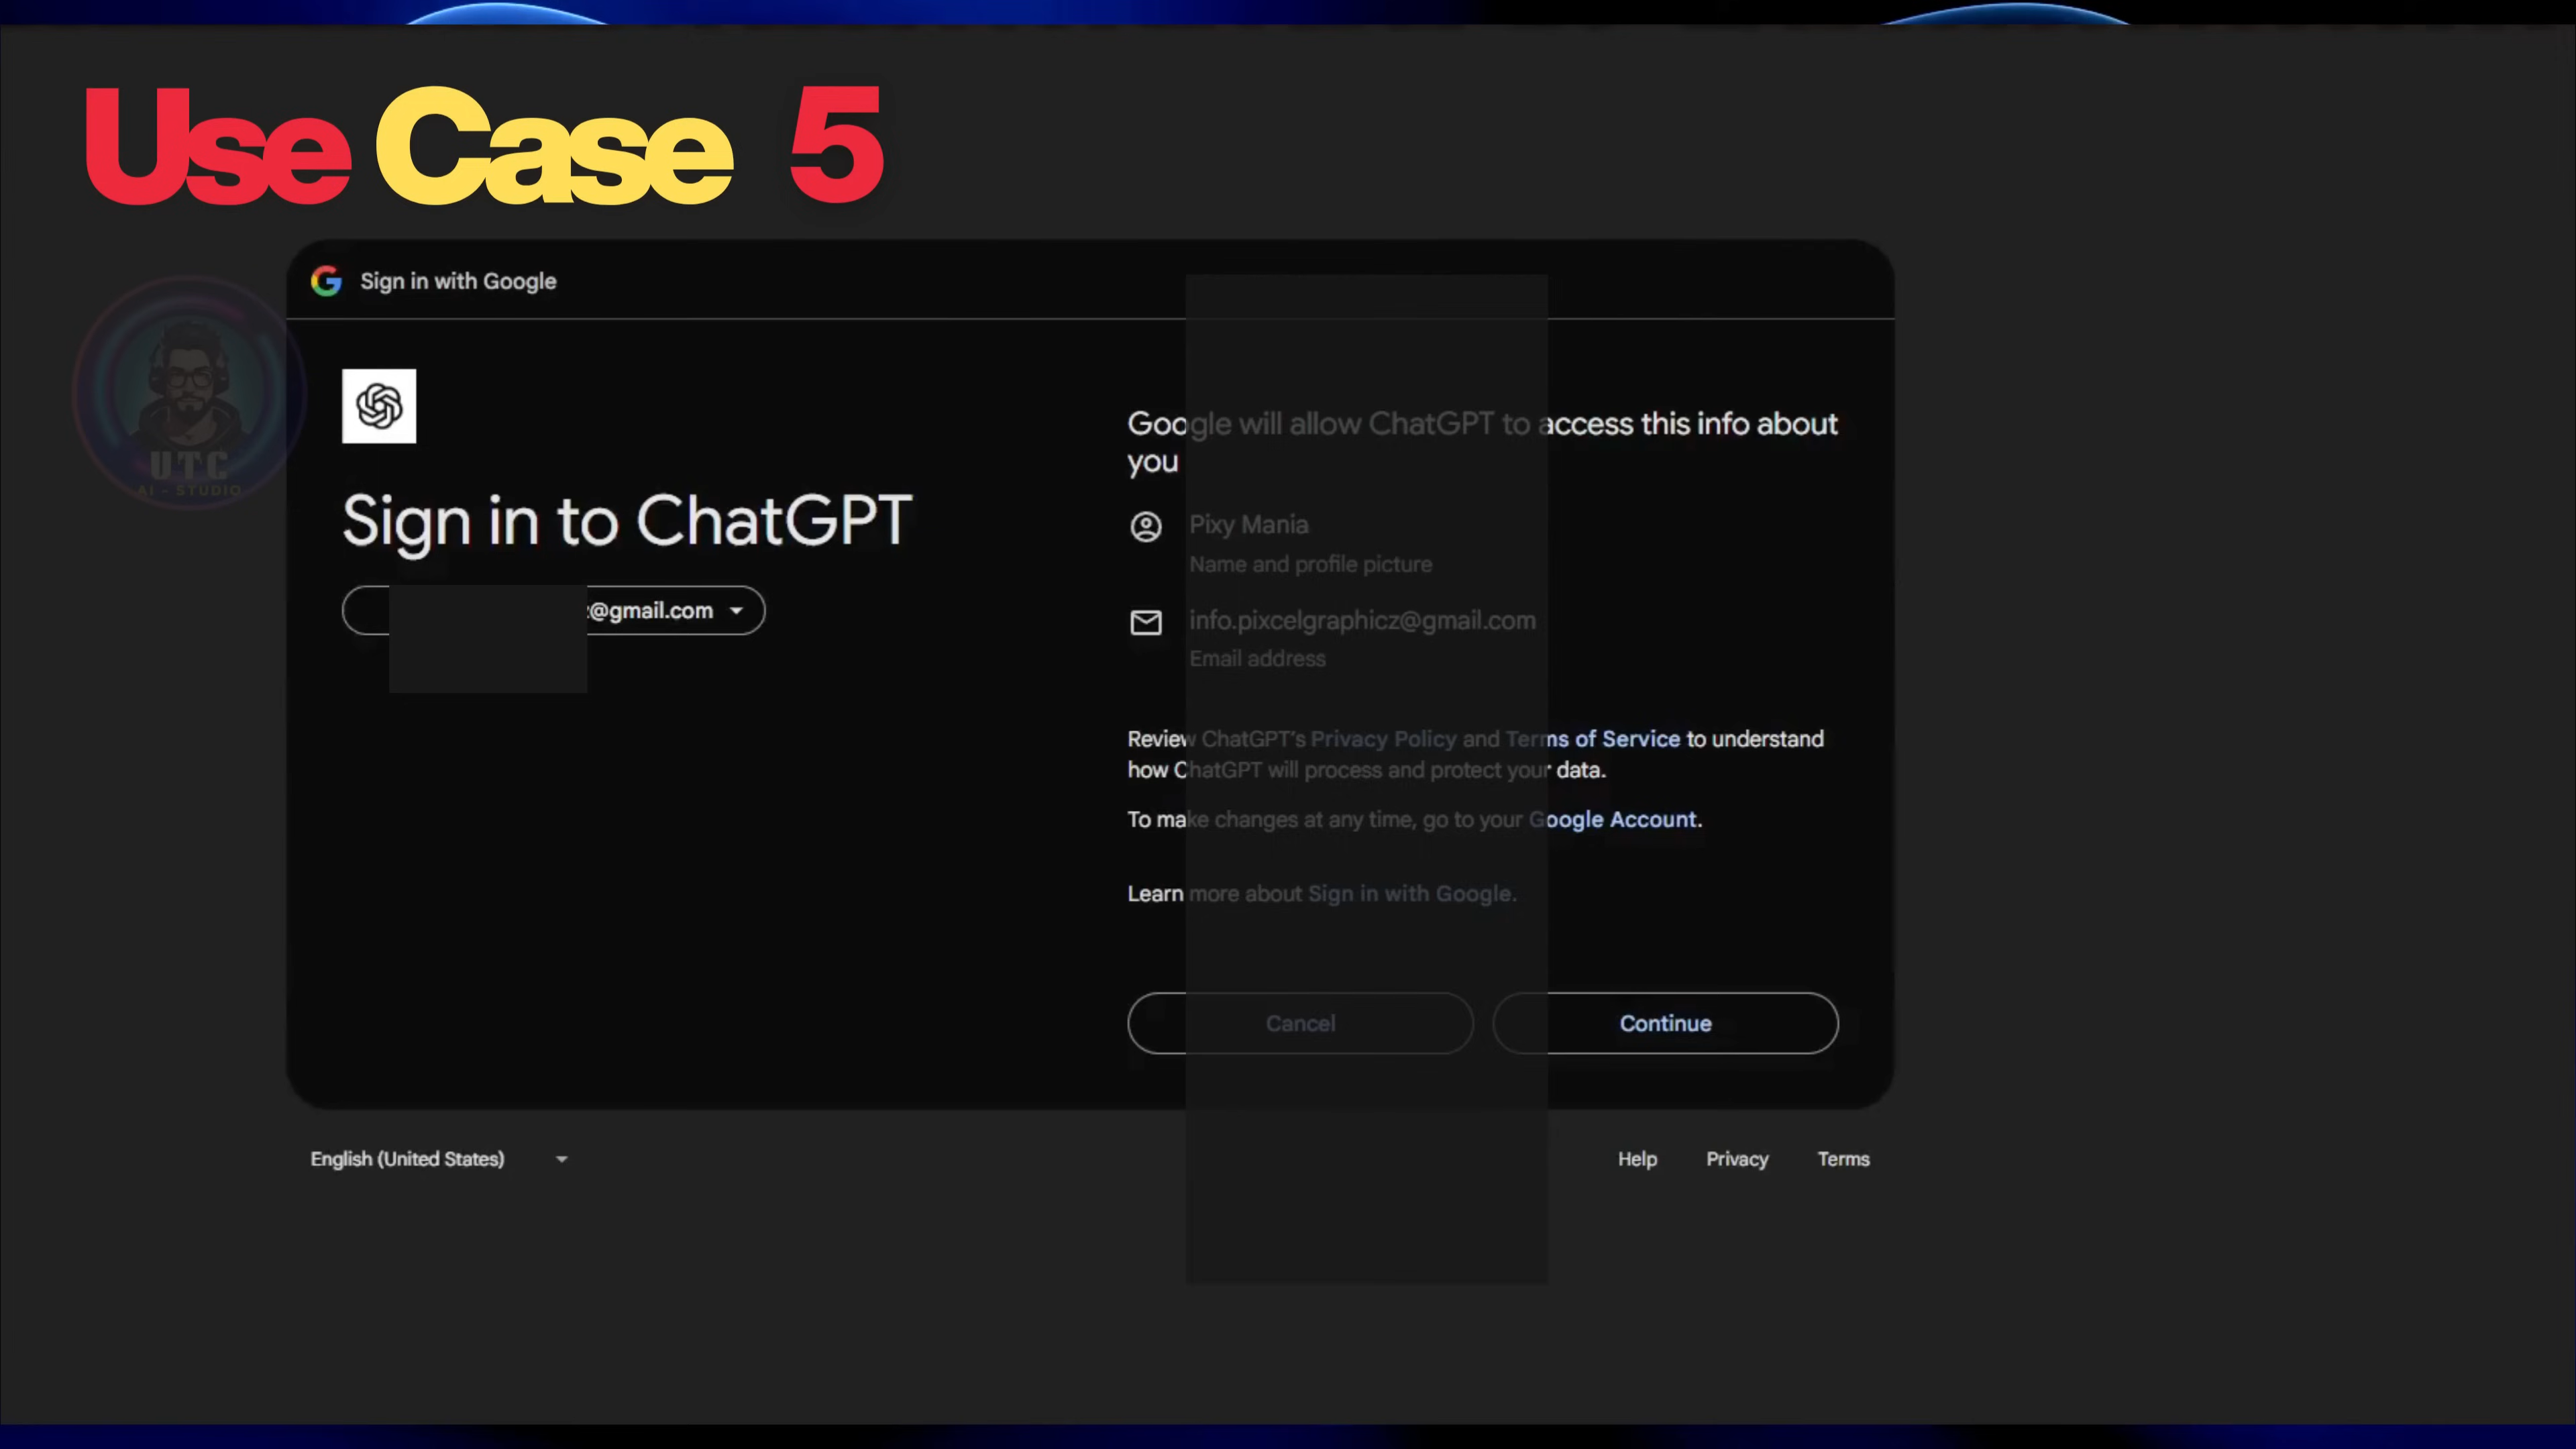 Use Case 5
Sign in with Google
UTC
AI - STUDIO
Sign in to ChatGPT
z@gmail.com
Google will allow ChatGPT to access this info about
you
Pixy Mania
Name and profile picture
info.pixcelgraphicz@gmail.com
Email address
Review ChatGPT's Privacy Policy and Terms of Service to understand
how ChatGPT will process and protect your data.
To make changes at any time, go to your Google Account.
Learn more about Sign in with Google.
Cancel
Continue
English (United States)
Help Privacy Terms